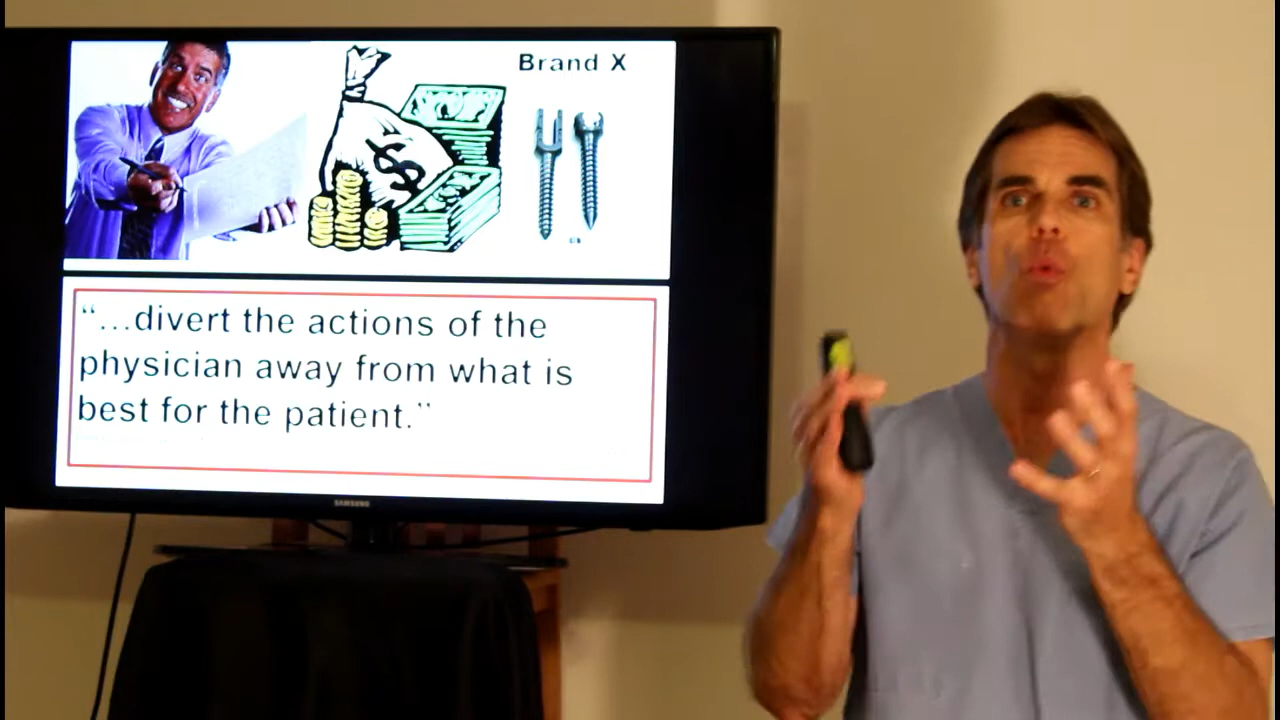 Brand X
$
“...divert the actions of the
physician away from what is
best for the patient.”
SAMSUNG